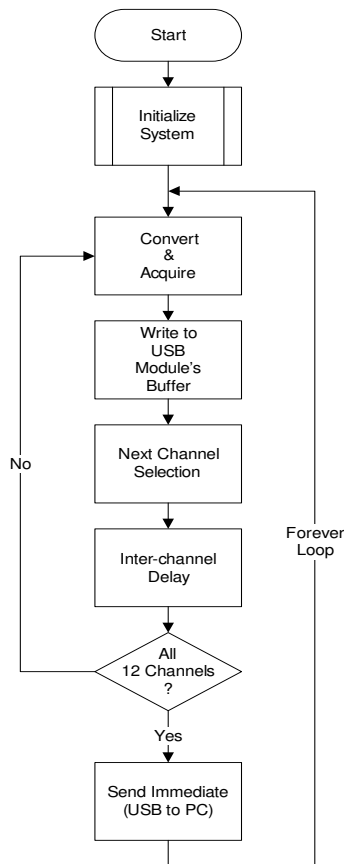 Start
Initialize
System
Convert
&
Acquire
Write to
USB
Module's
Buffer
Next Channel
Selection
No
Forever
Loop
Inter-channel
Delay
All
12 Channels
?
Yes
Send Immediate
(USB to PC)